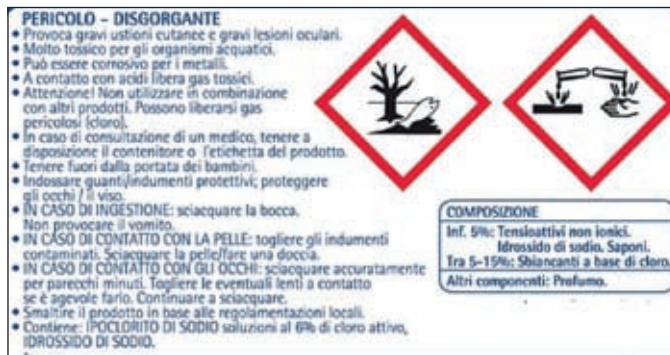 PERICOLO - DISGORGANTE
• Provoca gravi ustioni cutanee e gravi lesioni oculari.
• Molto tossico per gli organismi acquatici.
• Può essere corrosivo per i metalli.
• A contatto con acidi libera gas tossici.
• Attenzione! Non utilizzare in combinazione
con altri prodotti. Possono liberarsi gas
pericolosi (cloro).
• In caso di consultazione di un medico, tenere a
disposizione il contenitore o l'etichetta del prodotto.
• Tenere fuori dalla portata dei bambini.
• Indossare guanti/indumenti protettivi; proteggere
gli occhi / il viso.
• IN CASO DI INGESTIONE: sciacquare la bocca.
Non provocare il vomito.
• IN CASO DI CONTATTO CON LA PELLE: togliere gli indumenti
contaminati. Sciacquare la pelle/fare una doccia.
• IN CASO DI CONTATTO CON GLI OCCHI: sciacquare accuratamente
per parecchi minuti. Togliere le eventuali lenti a contatto
se è agevole farlo. Continuare a sciacquare.
• Smaltire il prodotto in base alle regolamentazioni locali.
• Contiene: IPOCLORITO DI SODIO soluzioni al 6% di cloro attivo,
IDROSSIDO DI SODIO.
COMPOSIZIONE
Inf. 5%: Tensioattivi non ionici.
Idrossido di sodio. Saponi.
Tra 5-15%: Sbiancanti a base di cloro.
Altri componenti: Profumo.